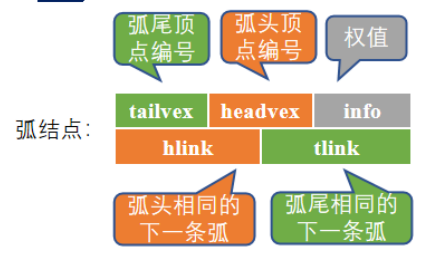 弧尾顶
点编号
弧头顶
点编号
权值
弧结点:
tailvex headvex info
hlink tlink
弧头相同的
下一条弧
弧尾相同的
下一条弧